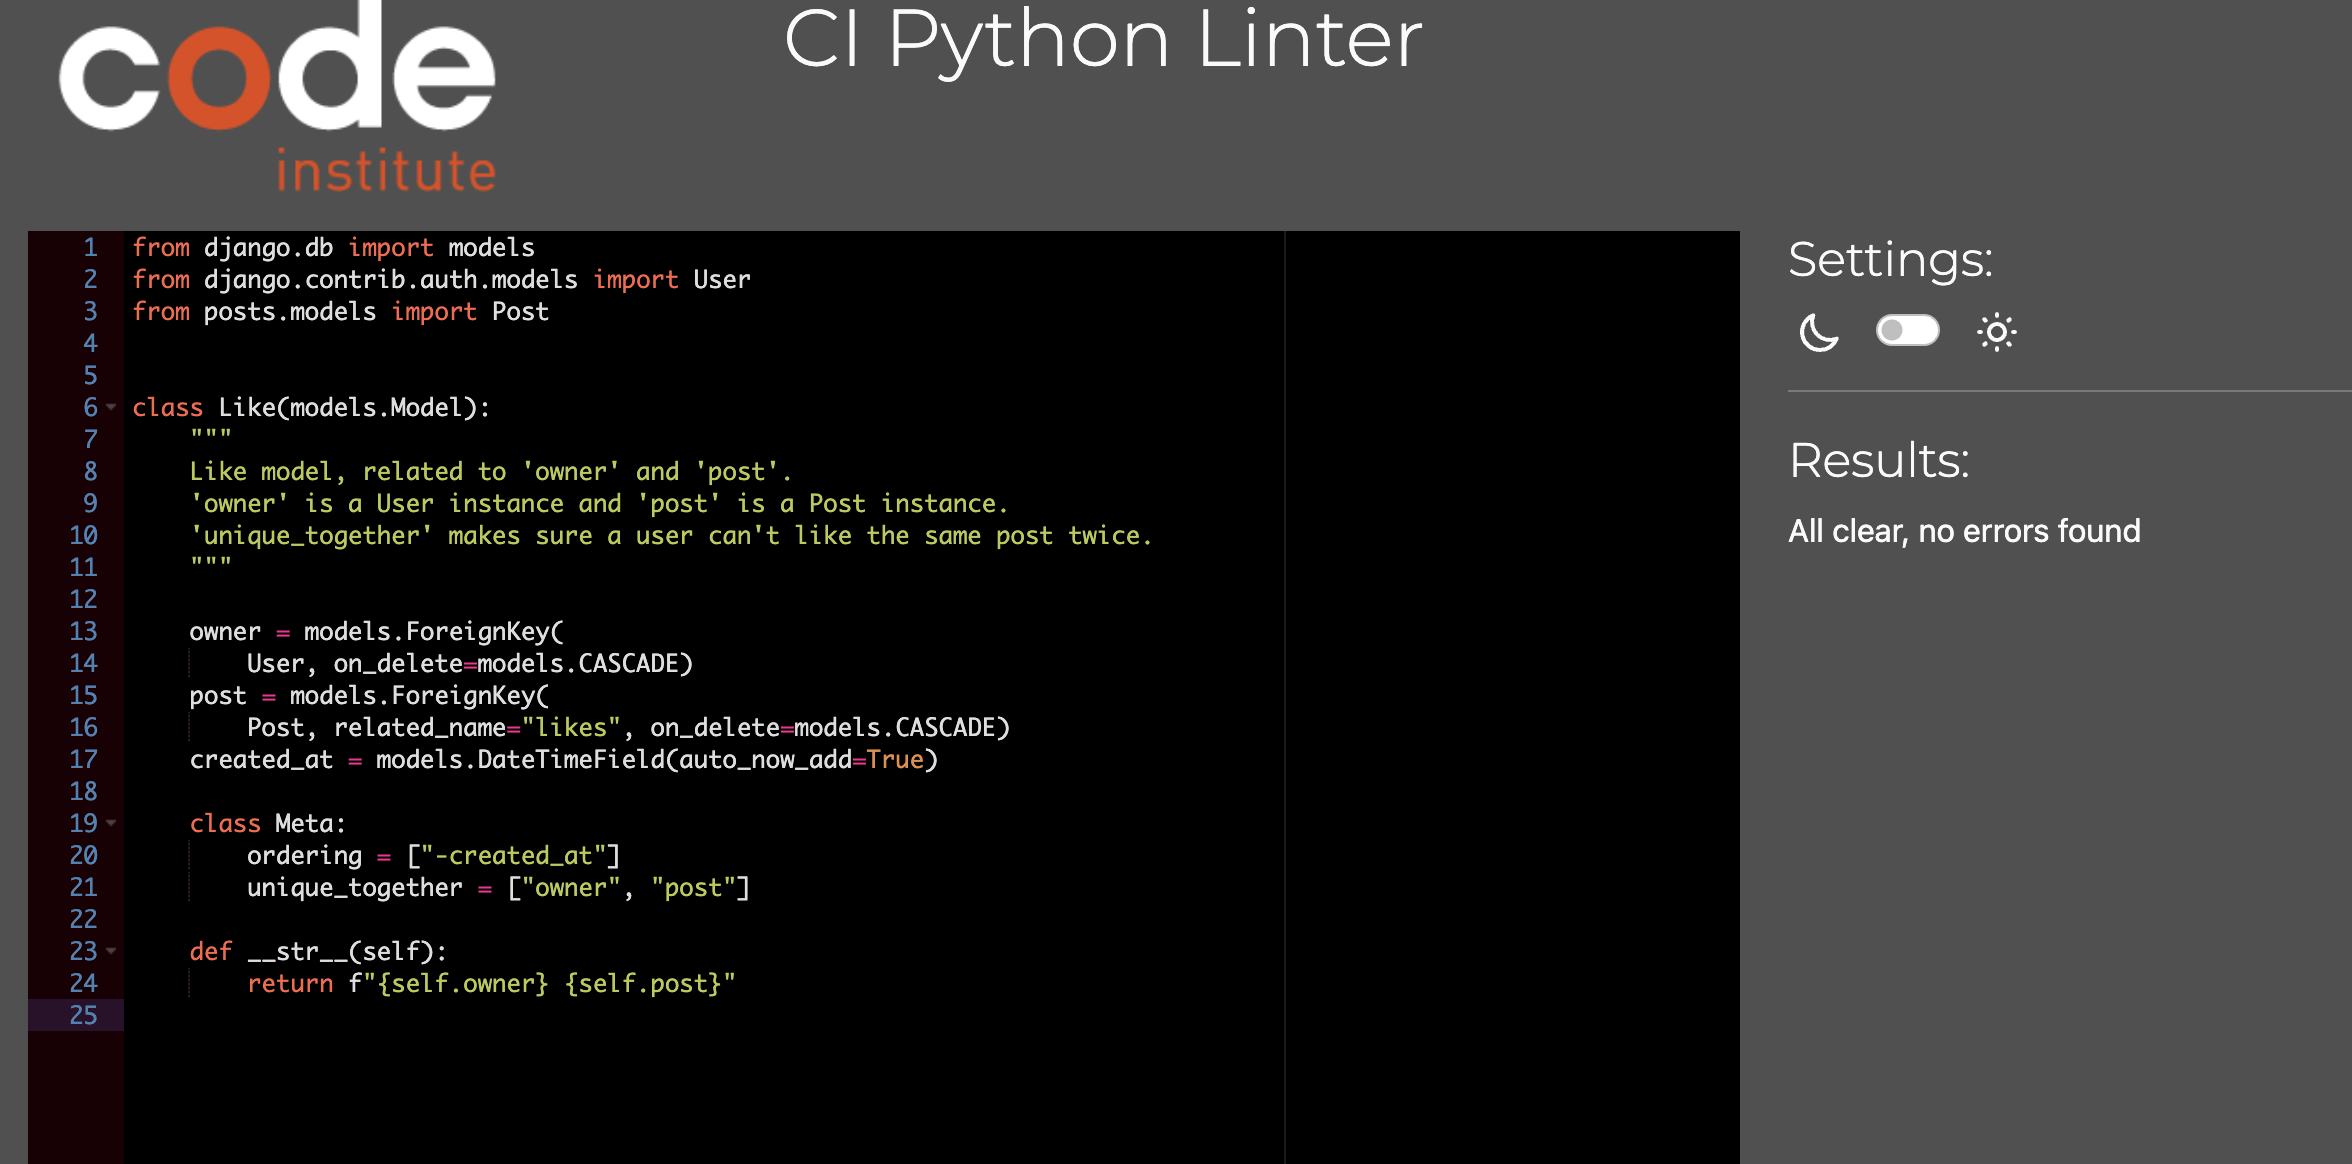 code
institute
CI Python Linter
1 from django.db import models
2 from django.contrib.auth.models import User
3 from posts.models import Post
4
5
6 class Like(models.Model):
7     """
8     Like model, related to 'owner' and 'post'.
9     'owner' is a User instance and 'post' is a Post instance.
10     'unique_together' makes sure a user can't like the same post twice.
11     """
12
13     owner = models.ForeignKey(
14         User, on_delete=models.CASCADE)
15     post = models.ForeignKey(
16         Post, related_name="likes", on_delete=models.CASCADE)
17     created_at = models.DateTimeField(auto_now_add=True)
18
19     class Meta:
20         ordering = ["-created_at"]
21         unique_together = ["owner", "post"]
22
23     def __str__(self):
24         return f"{self.owner} {self.post}"
25
Settings:
Results:
All clear, no errors found